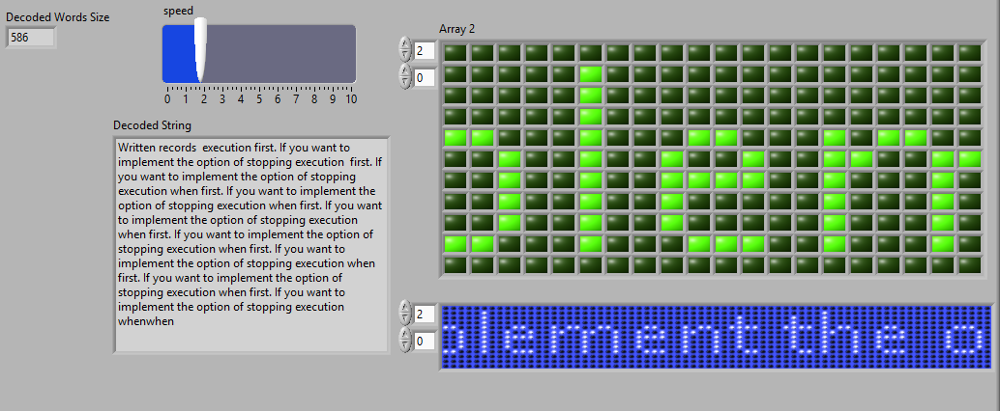 Decoded Words Size
586
speed
0 1 2 3 4 5 6 7 8 9 10
Decoded String
Written records  execution first. If you want to
implement the option of stopping execution  first. If
you want to implement the option of stopping
execution when first. If you want to implement the
option of stopping execution when first. If you want
to implement the option of stopping execution
when first. If you want to implement the option of
stopping execution when first. If you want to
implement the option of stopping execution when
first. If you want to implement the option of
stopping execution when first. If you want to
implement the option of stopping execution
whenwhen
Array 2
2
0
2
0
plement the o